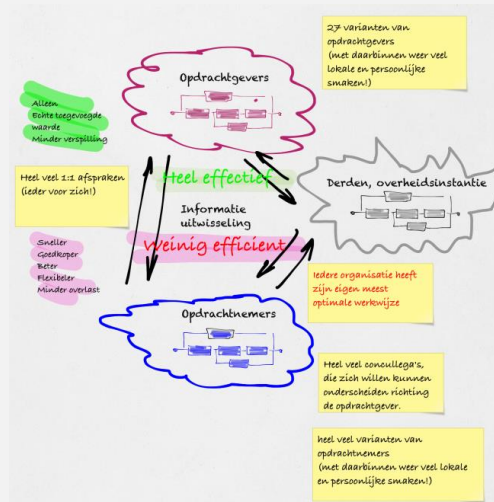 27 varianten van
opdrachtgevers
(met daarbinnen weer veel
lokale en persoonlijke
smaken!)
Opdrachtgevers
Alleen
Echte toegevoegde
waarde
Minder verspilling
Heel veel 1:1 afspraken
(ieder voor zich!)
Heel effectief
Derden, overheidsinstantie
Informatie
uitwisseling
Weinig efficient
Sneller
Goedkoper
Beter
Flexibeler
Minder overlast
Iedere organisatie heeft
zijn eigen meest
optimale werkwijze
Opdrachtnemers
Heel veel concullega's,
die zich willen kunnen
onderscheiden richting
de opdrachtgever.
heel veel varianten van
opdrachtnemers
(met daarbinnen weer veel lokale
en persoonlijke smaken!)